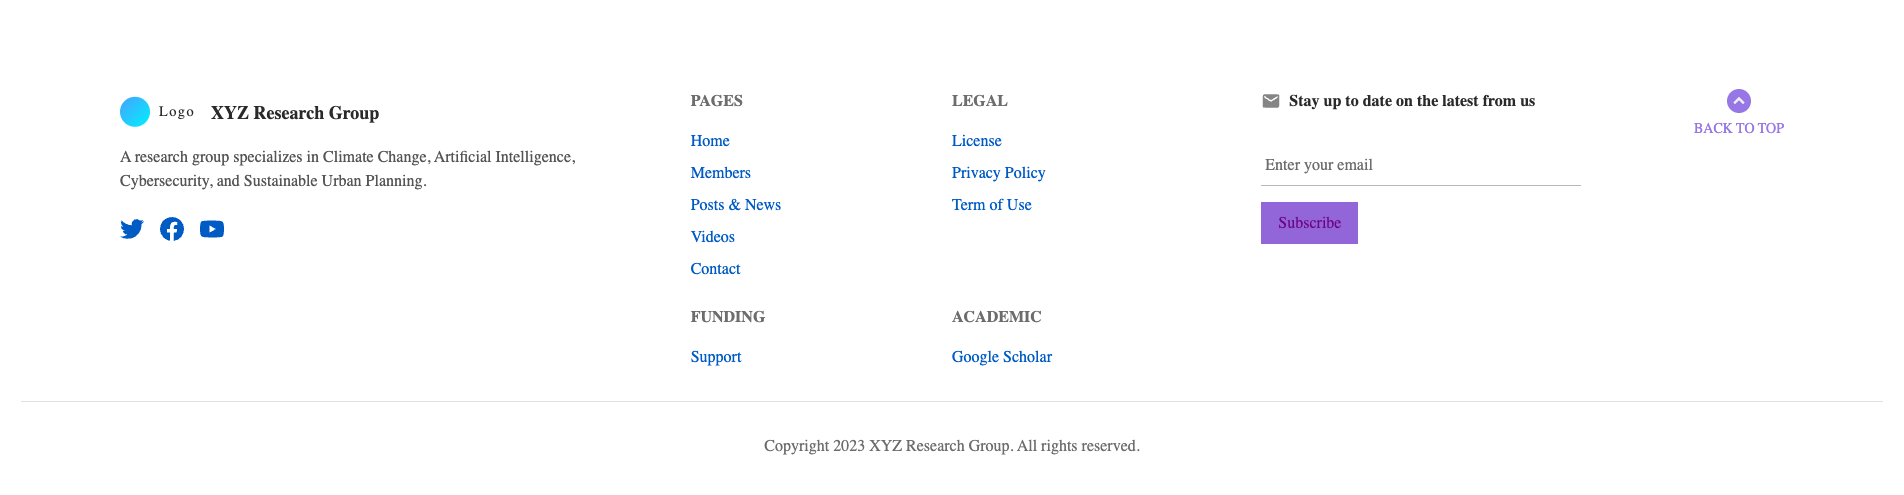 Logo XYZ Research Group
A research group specializes in Climate Change, Artificial Intelligence,
Cybersecurity, and Sustainable Urban Planning.
PAGES
Home
Members
Posts & News
Videos
Contact
LEGAL
License
Privacy Policy
Term of Use
FUNDING
Support
ACADEMIC
Google Scholar
Stay up to date on the latest from us
Enter your email
Subscribe
BACK TO TOP
Copyright 2023 XYZ Research Group. All rights reserved.